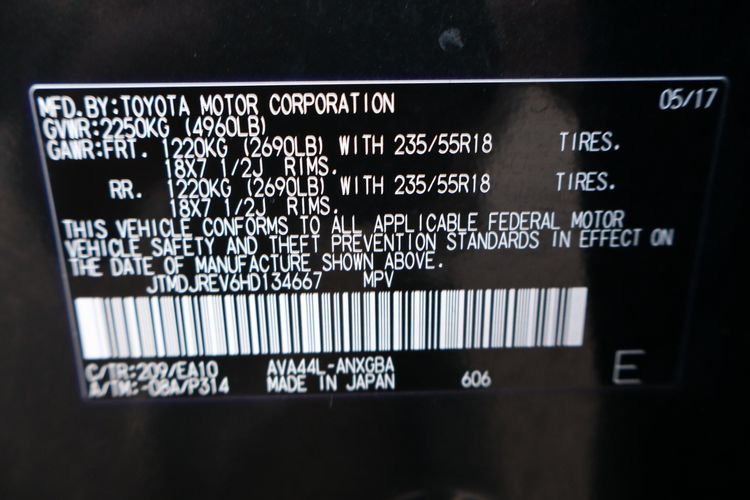 MFD.BY:TOYOTA MOTOR CORPORATION 05/17
GVWR:2250KG (4960LB)
GAWR:FRT. 1220KG (2690LB) WITH 235/55R18 TIRES.
18X7 1/2J RIMS.
RR. 1220KG (2690LB) WITH 235/55R18 TIRES.
18X7 1/2J RIMS.
THIS VEHICLE CONFORMS TO ALL APPLICABLE FEDERAL MOTOR
VEHICLE SAFETY AND THEFT PREVENTION STANDARDS IN EFFECT ON
THE DATE OF MANUFACTURE SHOWN ABOVE.
JTMDJREV6HD134667 MPV
C/TR:209/EA10 AVA44L-ANXGBA
A/TM:-08A/P314 MADE IN JAPAN 606 E